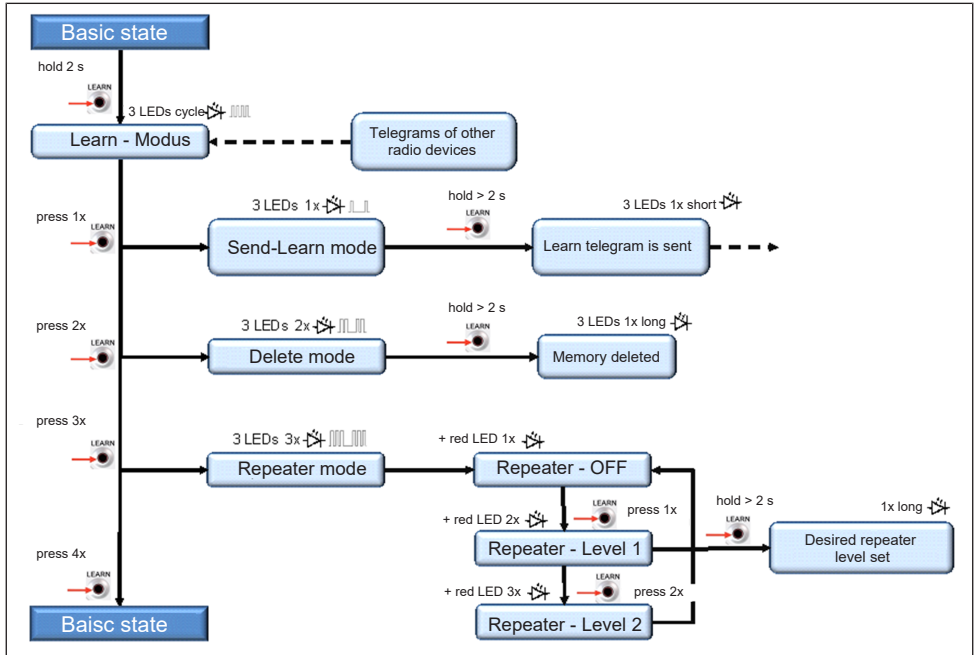 Basic state
hold 2 s
LEARN
3 LEDs cycle
Learn - Modus
Telegrams of other
radio devices
press 1x
LEARN
3 LEDs 1x
Send-Learn mode
hold > 2 s
LEARN
3 LEDs 1x short
Learn telegram is sent
press 2x
LEARN
3 LEDs 2x
Delete mode
hold > 2 s
LEARN
3 LEDs 1x long
Memory deleted
press 3x
LEARN
3 LEDs 3x
Repeater mode
+ red LED 1x
Repeater - OFF
LEARN
press 1x
+ red LED 2x
Repeater - Level 1
hold > 2 s
LEARN
1x long
Desired repeater
level set
LEARN
press 2x
+ red LED 3x
Repeater - Level 2
press 4x
LEARN
Baisc state